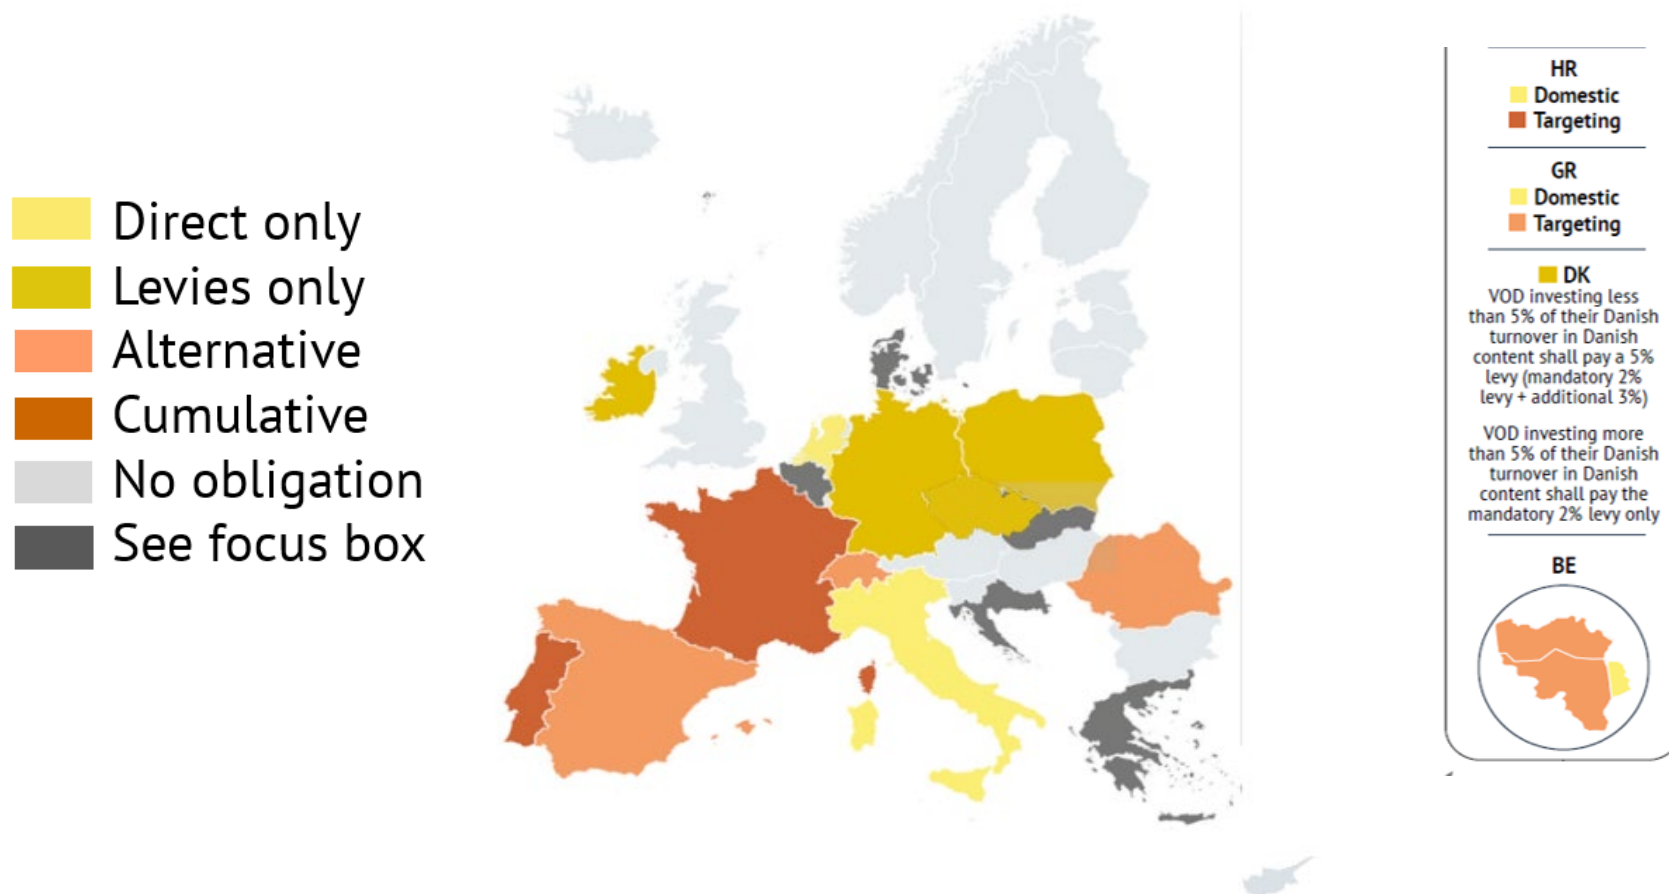 Direct only
Levies only
Alternative
Cumulative
No obligation
See focus box
HR
Domestic
Targeting
GR
Domestic
Targeting
DK
VOD investing less
than 5% of their Danish
turnover in Danish
content shall pay a 5%
levy (mandatory 2%
levy + additional 3%)
VOD investing more
than 5% of their Danish
turnover in Danish
content shall pay the
mandatory 2% levy only
BE